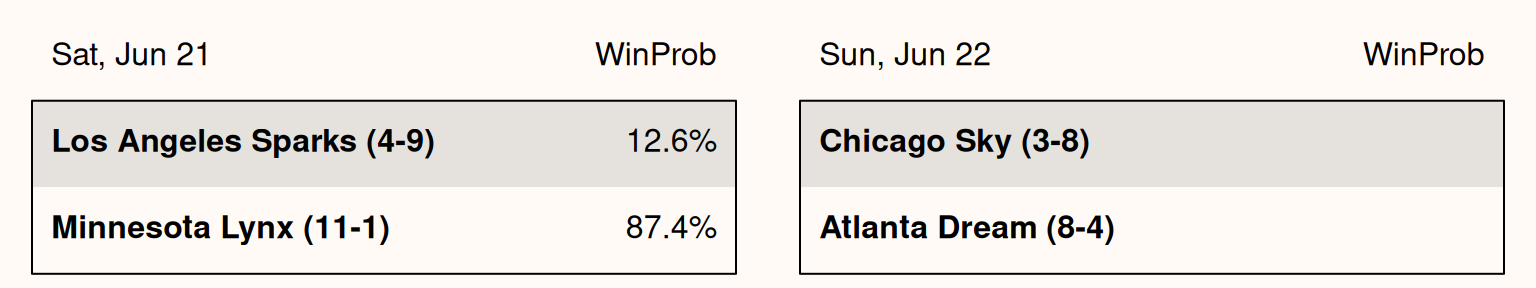 Sat, Jun 21 WinProb
Los Angeles Sparks (4-9) 12.6%
Minnesota Lynx (11-1) 87.4%
Sun, Jun 22 WinProb
Chicago Sky (3-8)
Atlanta Dream (8-4)